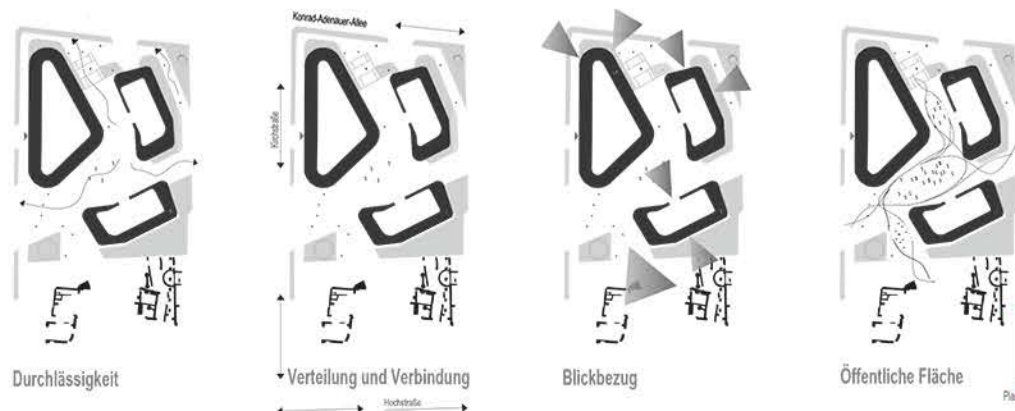 Konrad-Adenauer-Allee
Kirchstraße
Durchlässigkeit
Verteilung und Verbindung
Blickbezug
Öffentliche Fläche
Hochstraße